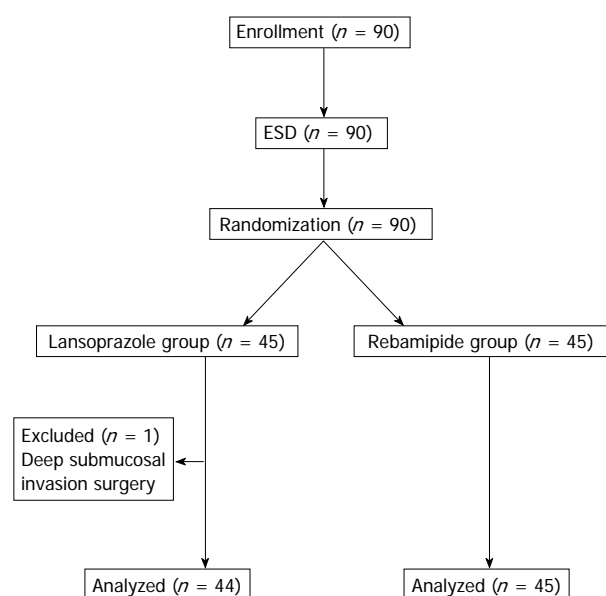 Enrollment (n = 90)
ESD (n = 90)
Randomization (n = 90)
Lansoprazole group (n = 45)
Rebamipide group (n = 45)
Excluded (n = 1)
Deep submucosal
invasion surgery
Analyzed (n = 44)
Analyzed (n = 45)